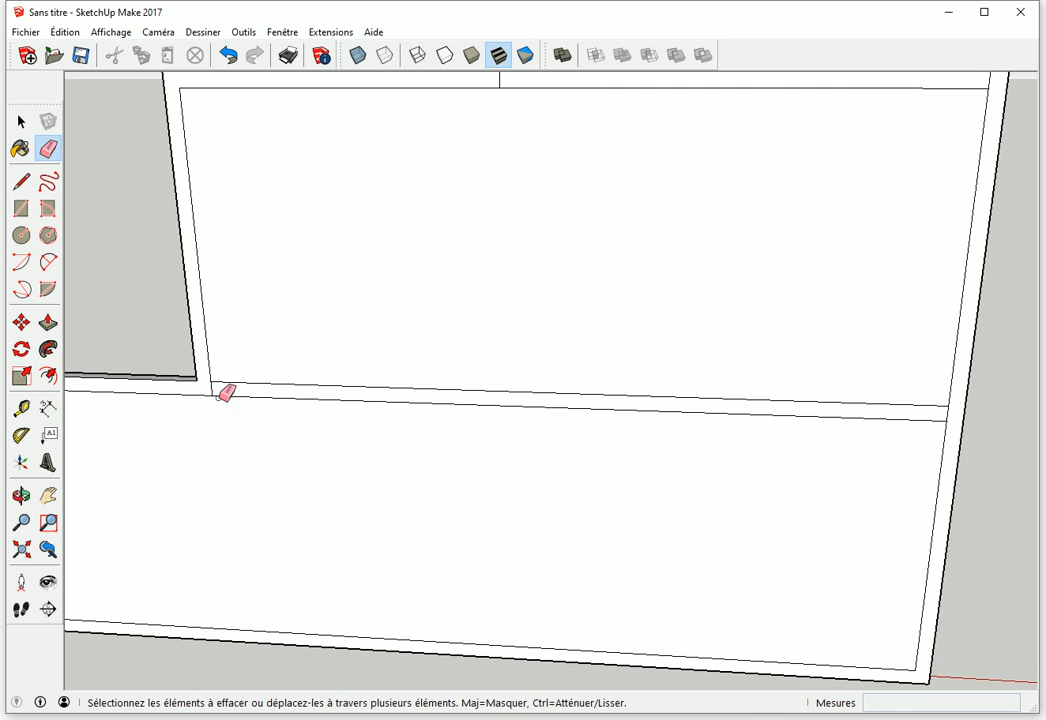 Sans titre - SketchUp Make 2017
Fichier Édition Affichage Caméra Dessiner Outils Fenêtre Extensions Aide
A1
Sélectionnez les éléments à effacer ou déplacez-les à travers plusieurs éléments. Maj=Masquer, Ctrl=Atténuer/Lisser. Mesures